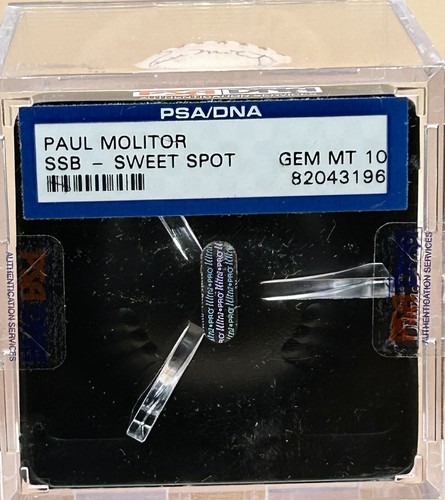 PSA/DNA
PAUL MOLITOR
SSB - SWEET SPOT GEM MT 10
82043196
AUTHENTICATION SERVICES
AUTHENTICATION SERVICES